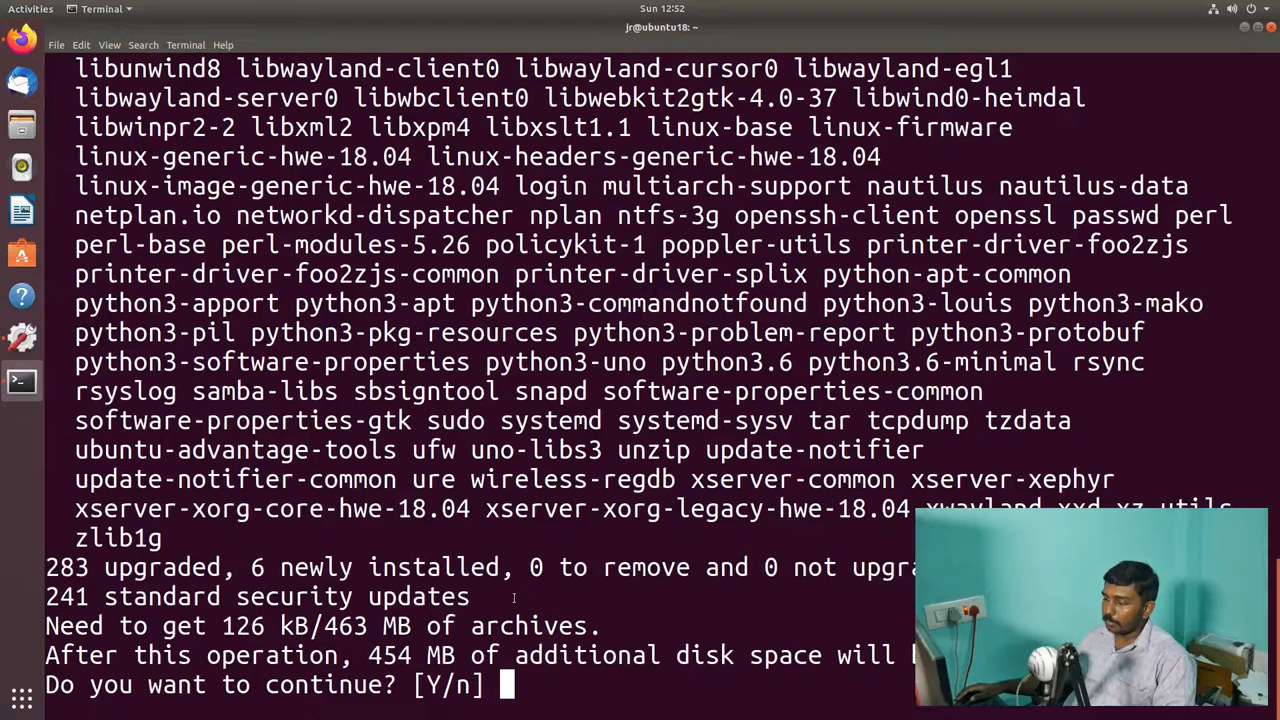 Activities Terminal Sun 12:52
jr@ubuntu18: ~
File Edit View Search Terminal Help
libunwind8 libwayland-client0 libwayland-cursor0 libwayland-egl1
libwayland-server0 libwbclient0 libwebkit2gtk-4.0-37 libwind0-heimdal
libwinpr2-2 libxml2 libxpm4 libxslt1.1 linux-base linux-firmware
linux-generic-hwe-18.04 linux-headers-generic-hwe-18.04
linux-image-generic-hwe-18.04 login multiarch-support nautilus nautilus-data
netplan.io networkd-dispatcher nplan ntfs-3g openssh-client openssl passwd perl
perl-base perl-modules-5.26 policykit-1 poppler-utils printer-driver-foo2zjs
printer-driver-foo2zjs-common printer-driver-splix python-apt-common
python3-apport python3-apt python3-commandnotfound python3-louis python3-mako
python3-pil python3-pkg-resources python3-problem-report python3-protobuf
python3-software-properties python3-uno python3.6 python3.6-minimal rsync
rsyslog samba-libs sbsigntool snapd software-properties-common
software-properties-gtk sudo systemd systemd-sysv tar tcpdump tzdata
ubuntu-advantage-tools ufw uno-libs3 unzip update-notifier
update-notifier-common ure wireless-regdb xserver-common xserver-xephyr
xserver-xorg-core-hwe-18.04 xserver-xorg-legacy-hwe-18.04 xwayland xxd xz-utils
zlib1g
283 upgraded, 6 newly installed, 0 to remove and 0 not upgra
241 standard security updates
Need to get 126 kB/463 MB of archives.
After this operation, 454 MB of additional disk space will
Do you want to continue? [Y/n]